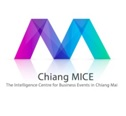 Chiang MICE
The Intelligence Centre for Business Events in Chiang Mai